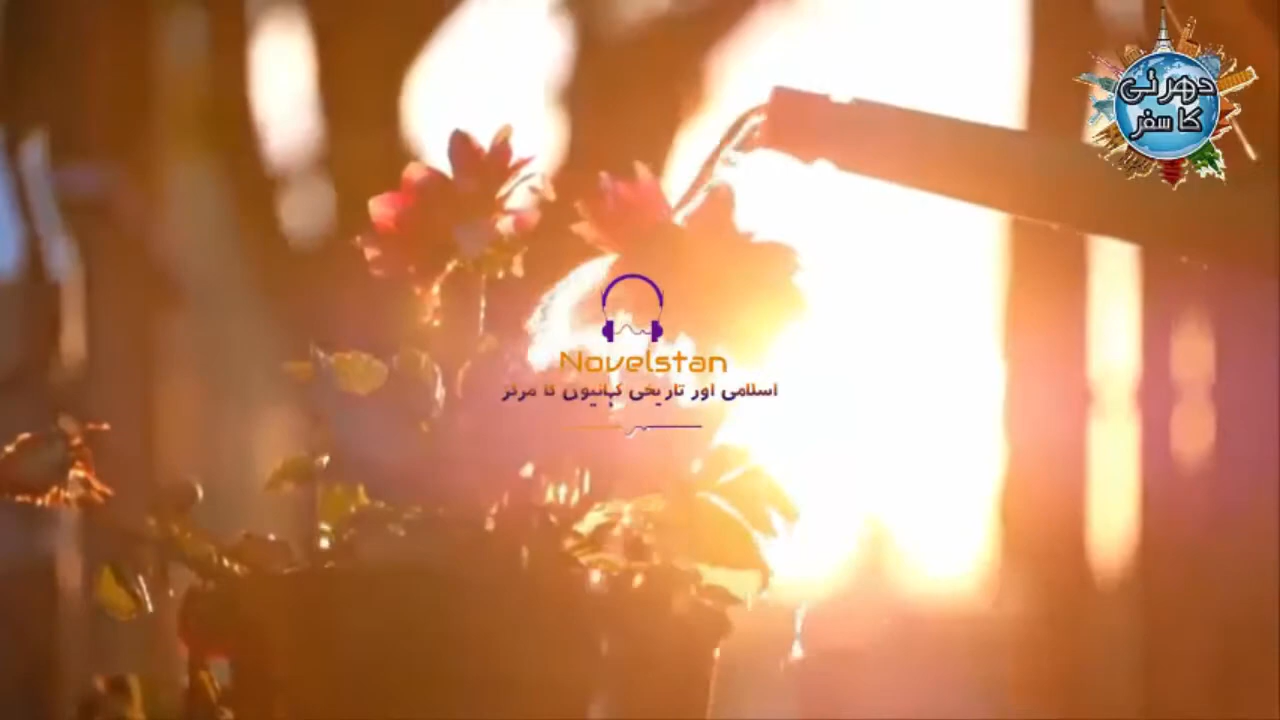 دھرتی
کا سفر
Novelstan
اسلامی اور تاریخی کہانیوں کا مرکز